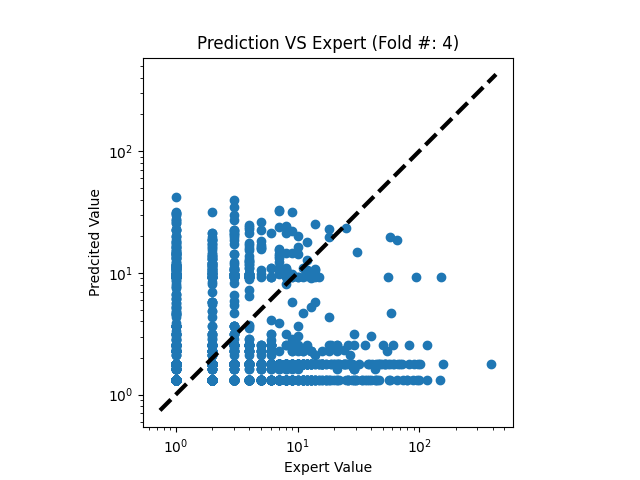 Prediction VS Expert (Fold #: 4)
Predcited Value
10²
10¹
10⁰
10⁰ 10¹ 10²
Expert Value